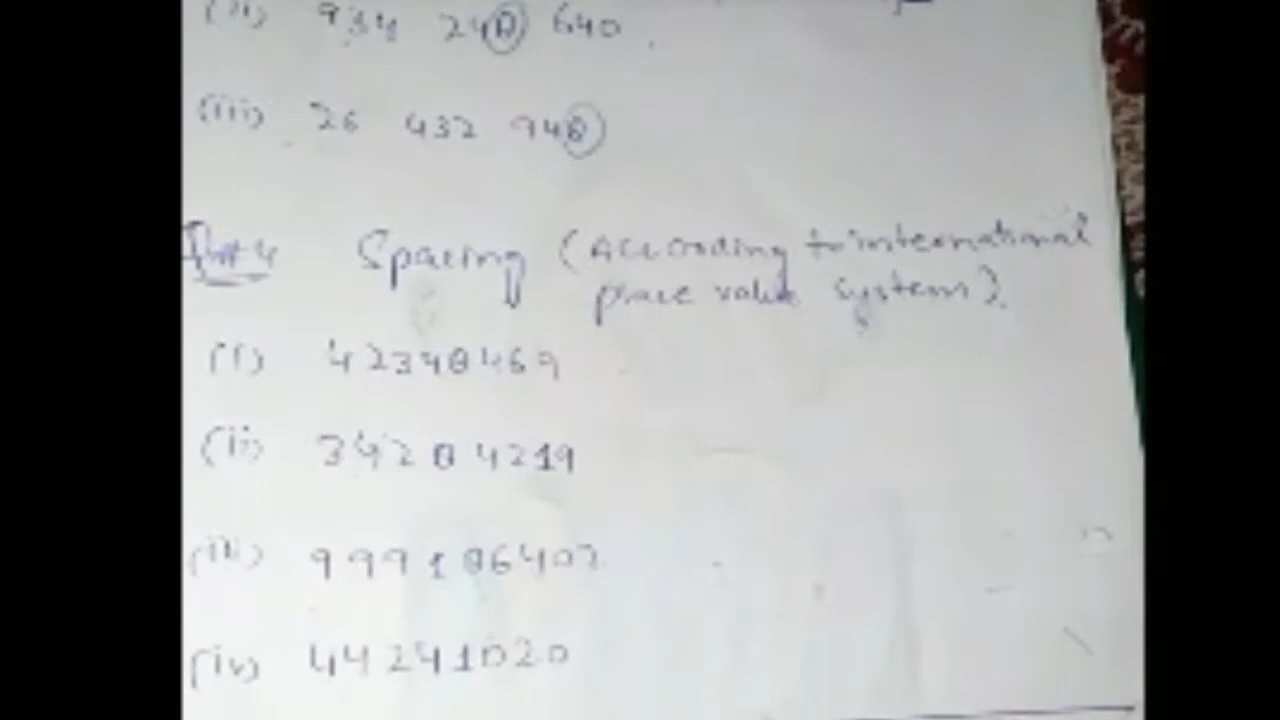 (ii) 934 248 640
(iii) 26 432 948
Spacing (According to international
place value system).
(i) 42348469
(ii) 34284219
(iii) 999186402
(iv) 44241020